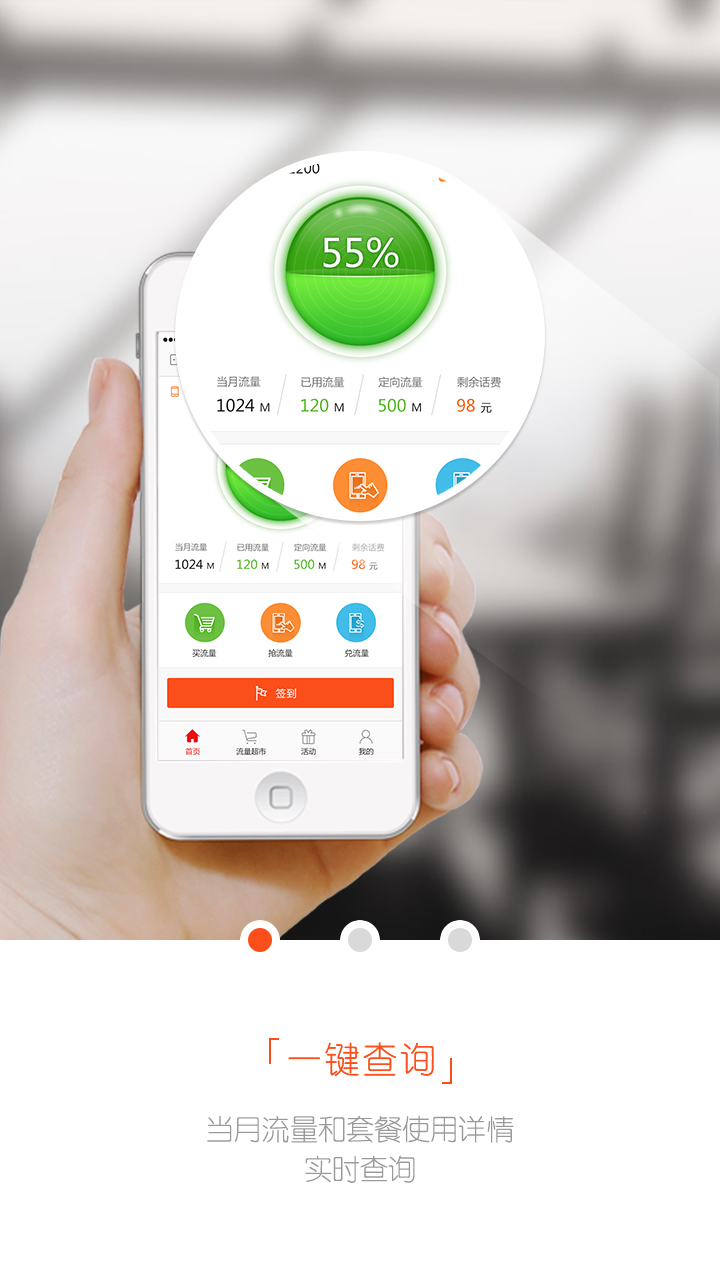 55%
当月流量 已用流量 定向流量 剩余话费
1024 M 120 M 500 M 98 元
当月流量 已用流量 定向流量 剩余话费
1024 M 120 M 500 M 98 元
买流量 抢流量 兑流量
签到
首页 流量超市 活动 我的
「一键查询」
当月流量和套餐使用详情
实时查询